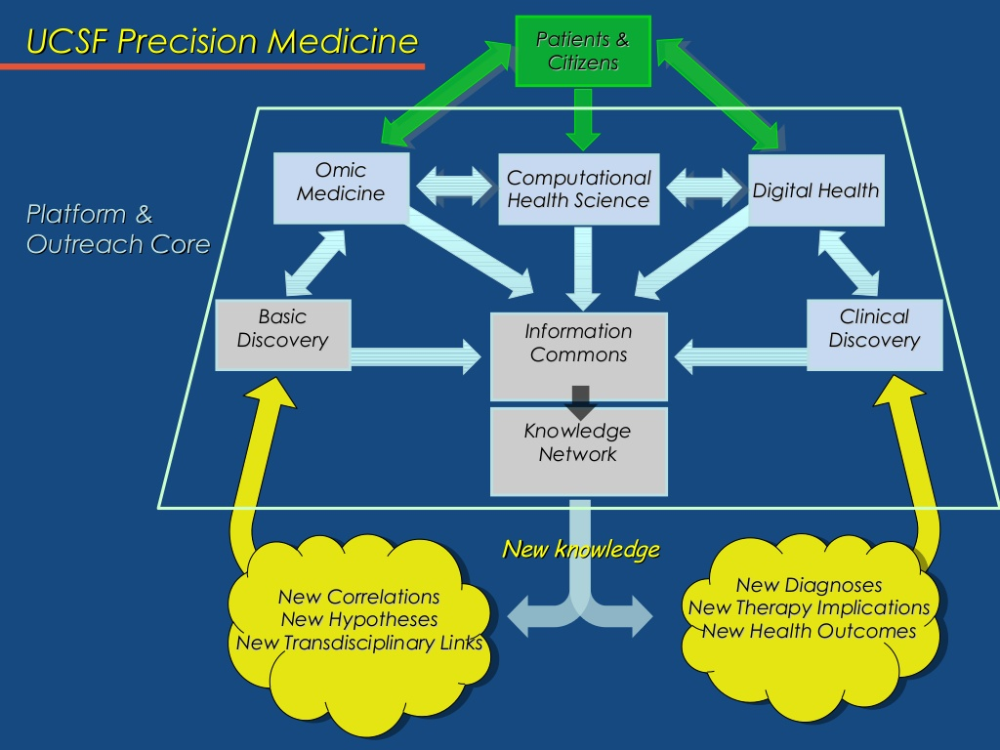 UCSF Precision Medicine
Patients &
Citizens
Omic
Medicine
Computational
Health Science
Digital Health
Platform &
Outreach Core
Basic
Discovery
Information
Commons
Clinical
Discovery
Knowledge
Network
New knowledge
New Correlations
New Hypotheses
New Transdisciplinary Links
New Diagnoses
New Therapy Implications
New Health Outcomes